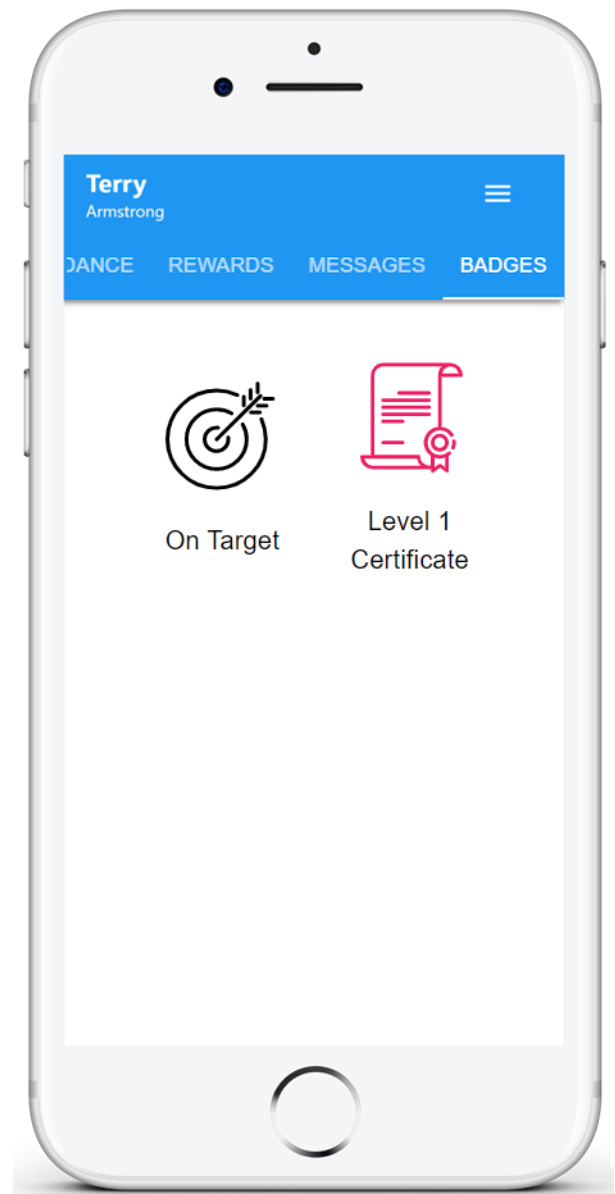 Terry
Armstrong
DANCE REWARDS MESSAGES BADGES
On Target
Level 1
Certificate